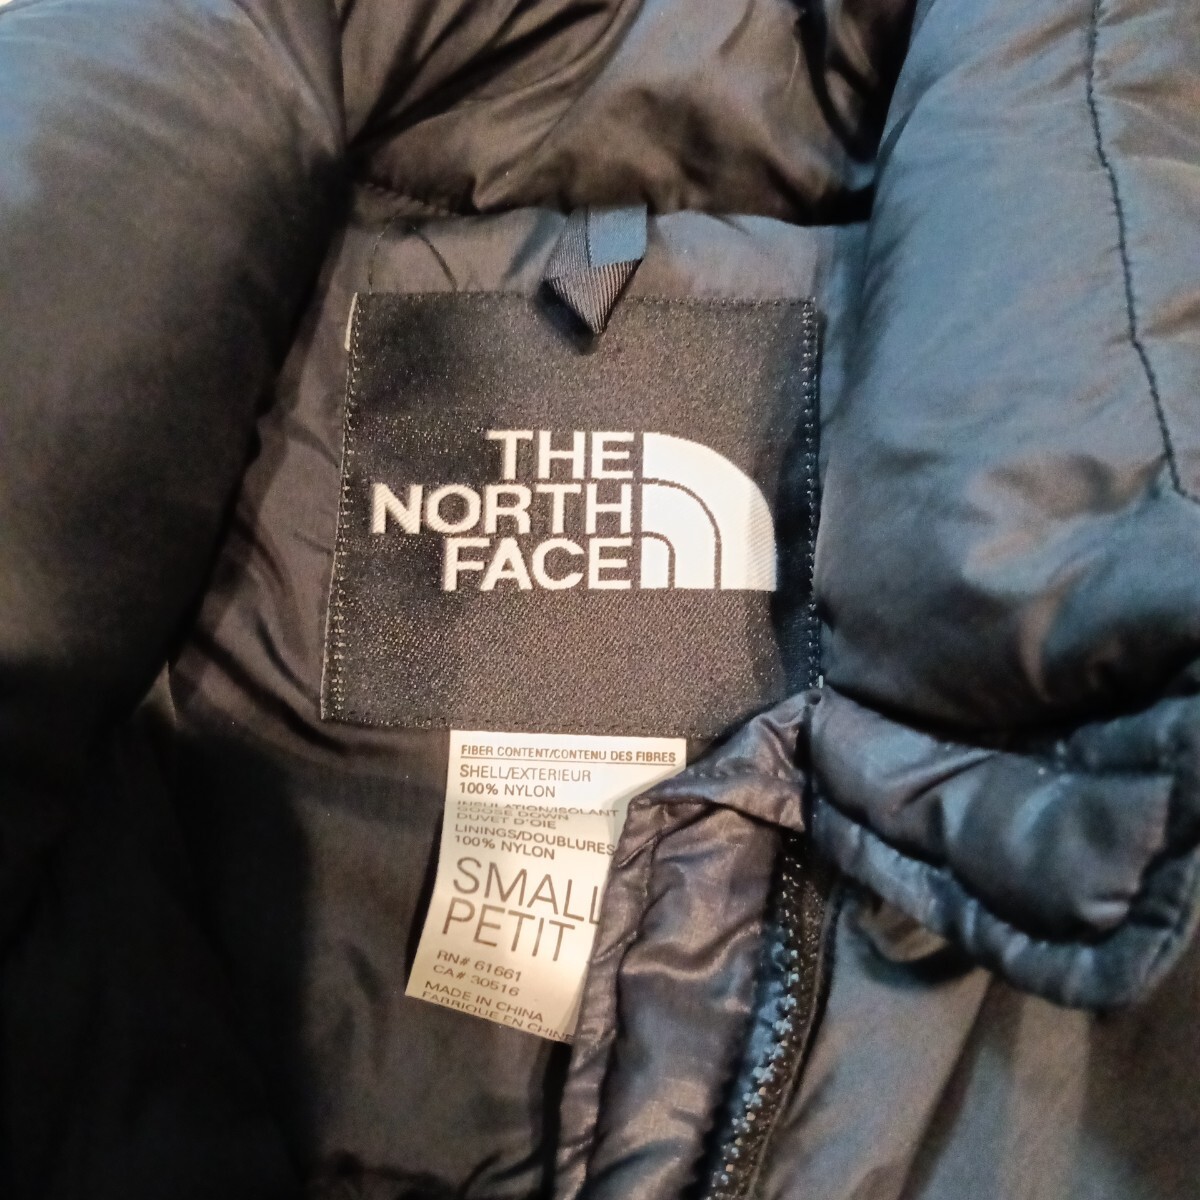 THE
NORTH
FACE
FIBER CONTENT/CONTENU DES FIBRES
SHELL/EXTERIEUR
100% NYLON
INSULATION/ISOLANT
GOOSE DOWN
DUVET D'OIE
LININGS/DOUBLURES
100% NYLON
SMALL
PETIT
RN# 61661
CA# 30516
MADE IN CHINA
FABRIQUE EN CHINE